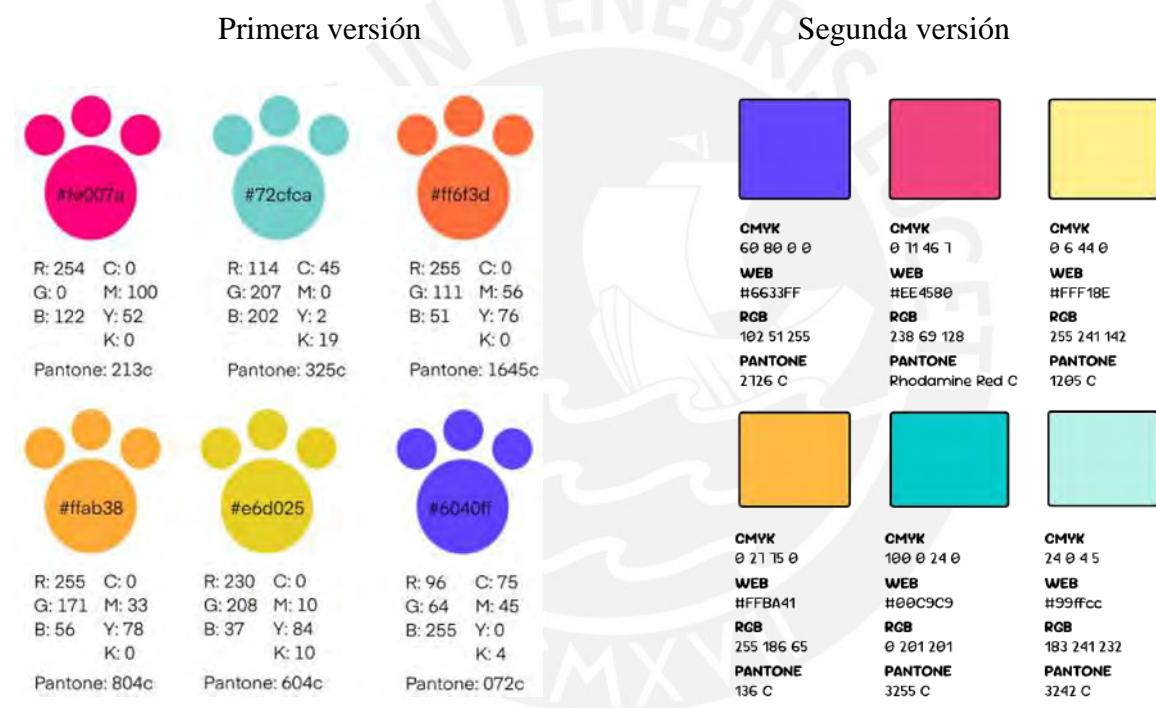 Primera versión
Segunda versión
IN TENEBRIS
#fe007a
R: 254 C: 0
G: 0 M: 100
B: 122 Y: 52
K: 0
Pantone: 213c
#72cfca
R: 114 C: 45
G: 207 M: 0
B: 202 Y: 2
K: 19
Pantone: 325c
#ff6f3d
R: 255 C: 0
G: 111 M: 56
B: 51 Y: 76
K: 0
Pantone: 1645c
#ffab38
R: 255 C: 0
G: 171 M: 33
B: 56 Y: 78
K: 0
Pantone: 804c
#e6d025
R: 230 C: 0
G: 208 M: 10
B: 37 Y: 84
K: 10
Pantone: 604c
#6040ff
R: 96 C: 75
G: 64 M: 45
B: 255 Y: 0
K: 4
Pantone: 072c
CMYK
60 80 0 0
WEB
#6633FF
RGB
102 51 255
PANTONE
2726 C
CMYK
0 71 46 7
WEB
#EE4580
RGB
238 69 128
PANTONE
Rhodamine Red C
CMYK
0 6 44 0
WEB
#FFF18E
RGB
255 241 142
PANTONE
1205 C
CMYK
0 27 75 0
WEB
#FFBA41
RGB
255 186 65
PANTONE
136 C
CMYK
100 0 24 0
WEB
#00C9C9
RGB
0 201 201
PANTONE
3255 C
CMYK
24 0 4 5
WEB
#99ffcc
RGB
183 241 232
PANTONE
3242 C